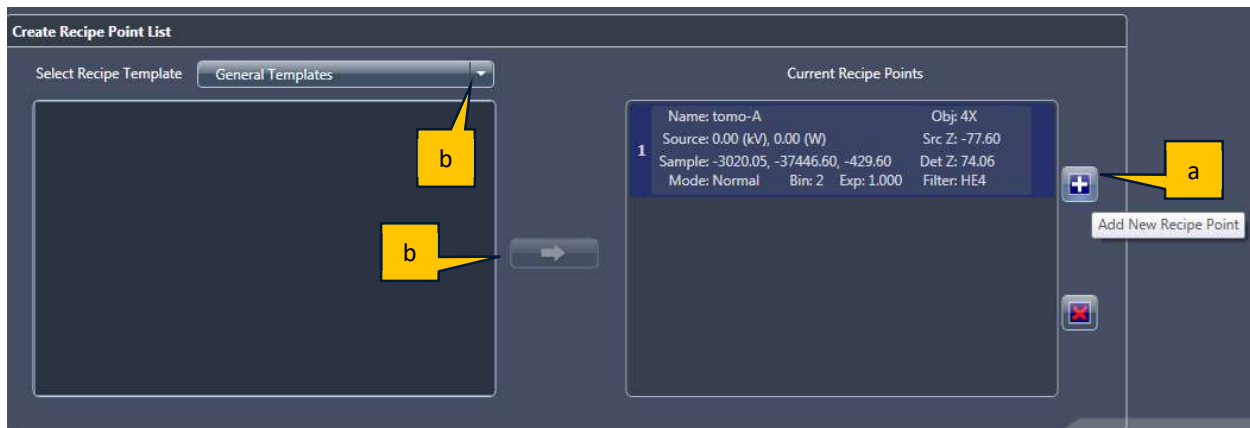 Create Recipe Point List
Select Recipe Template General Templates
Current Recipe Points
b
1
Name: tomo-A Obj: 4X
Source: 0.00 (kV), 0.00 (W) Src Z: -77.60
Sample: -3020.05, -37446.60, -429.60 Det Z: 74.06
Mode: Normal Bin: 2 Exp: 1.000 Filter: HE4
a
Add New Recipe Point
b